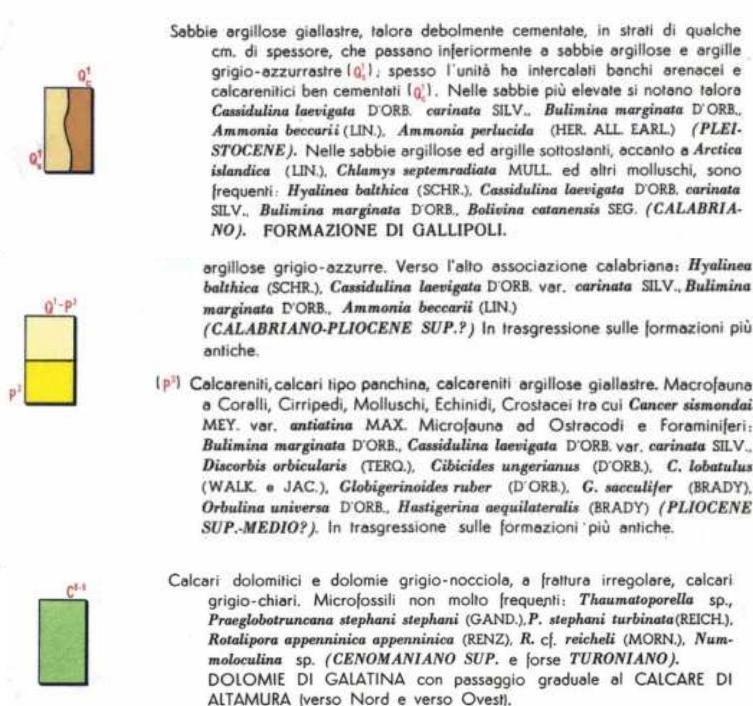 Sabbie argillose giallastre, talora debolmente cementate, in strati di qualche
cm. di spessore, che passano inferiormente a sabbie argillose e argille
grigio-azzurrastre (Q¹s); spesso l'unità ha intercalati banchi arenacei e
calcarenitici ben cementati (Q¹c). Nelle sabbie più elevate si notano talora
Cassidulina laevigata D'ORB. carinata SILV., Bulimina marginata D'ORB.,
Ammonia beccarii (LIN.), Ammonia perlucida (HER. ALL. EARL.) (PLEI-
STOCENE). Nelle sabbie argillose ed argille sottostanti, accanto a Arctica
islandica (LIN.), Chlamys septemradiata MULL. ed altri molluschi, sono
frequenti: Hyalinea balthica (SCHR.), Cassidulina laevigata D'ORB. carinata
SILV., Bulimina marginata D'ORB., Bolivina catanensis SEG. (CALABRIA-
NO). FORMAZIONE DI GALLIPOLI.
Q¹c
Q¹s
argillose grigio-azzurre. Verso l'alto associazione calabriana: Hyalinea
balthica (SCHR.), Cassidulina laevigata D'ORB. var. carinata SILV., Bulimina
marginata D'ORB., Ammonia beccarii (LIN.)
(CALABRIANO-PLIOCENE SUP.?) In trasgressione sulle formazioni più
antiche.
Q¹-P³
P³
(P³) Calcareniti, calcari tipo panchina, calcareniti argillose giallastre. Macrofauna
a Coralli, Cirripedi, Molluschi, Echinidi, Crostacei tra cui Cancer sismondai
MEY. var. antiatina MAX. Microfauna ad Ostracodi e Foraminiferi:
Bulimina marginata D'ORB., Cassidulina laevigata D'ORB. var. carinata SILV.,
Discorbis orbicularis (TERQ.), Cibicides ungerianus (D'ORB.), C. lobatulus
(WALK. e JAC.), Globigerinoides ruber (D'ORB.), G. sacculifer (BRADY),
Orbulina universa D'ORB., Hastigerina aequilateralis (BRADY) (PLIOCENE
SUP.-MEDIO?). In trasgressione sulle formazioni più antiche.
Calcari dolomitici e dolomie grigio-nocciola, a frattura irregolare, calcari
grigio-chiari. Microfossili non molto frequenti: Thaumatoporella sp.,
Praeglobotruncana stephani stephani (GAND.), P. stephani turbinata (REICH.),
Rotalipora appenninica appenninica (RENZ), R. cf. reicheli (MORN.), Num-
moloculina sp. (CENOMANIANO SUP. e forse TURONIANO).
DOLOMIE DI GALATINA con passaggio graduale al CALCARE DI
ALTAMURA (verso Nord e verso Ovest).